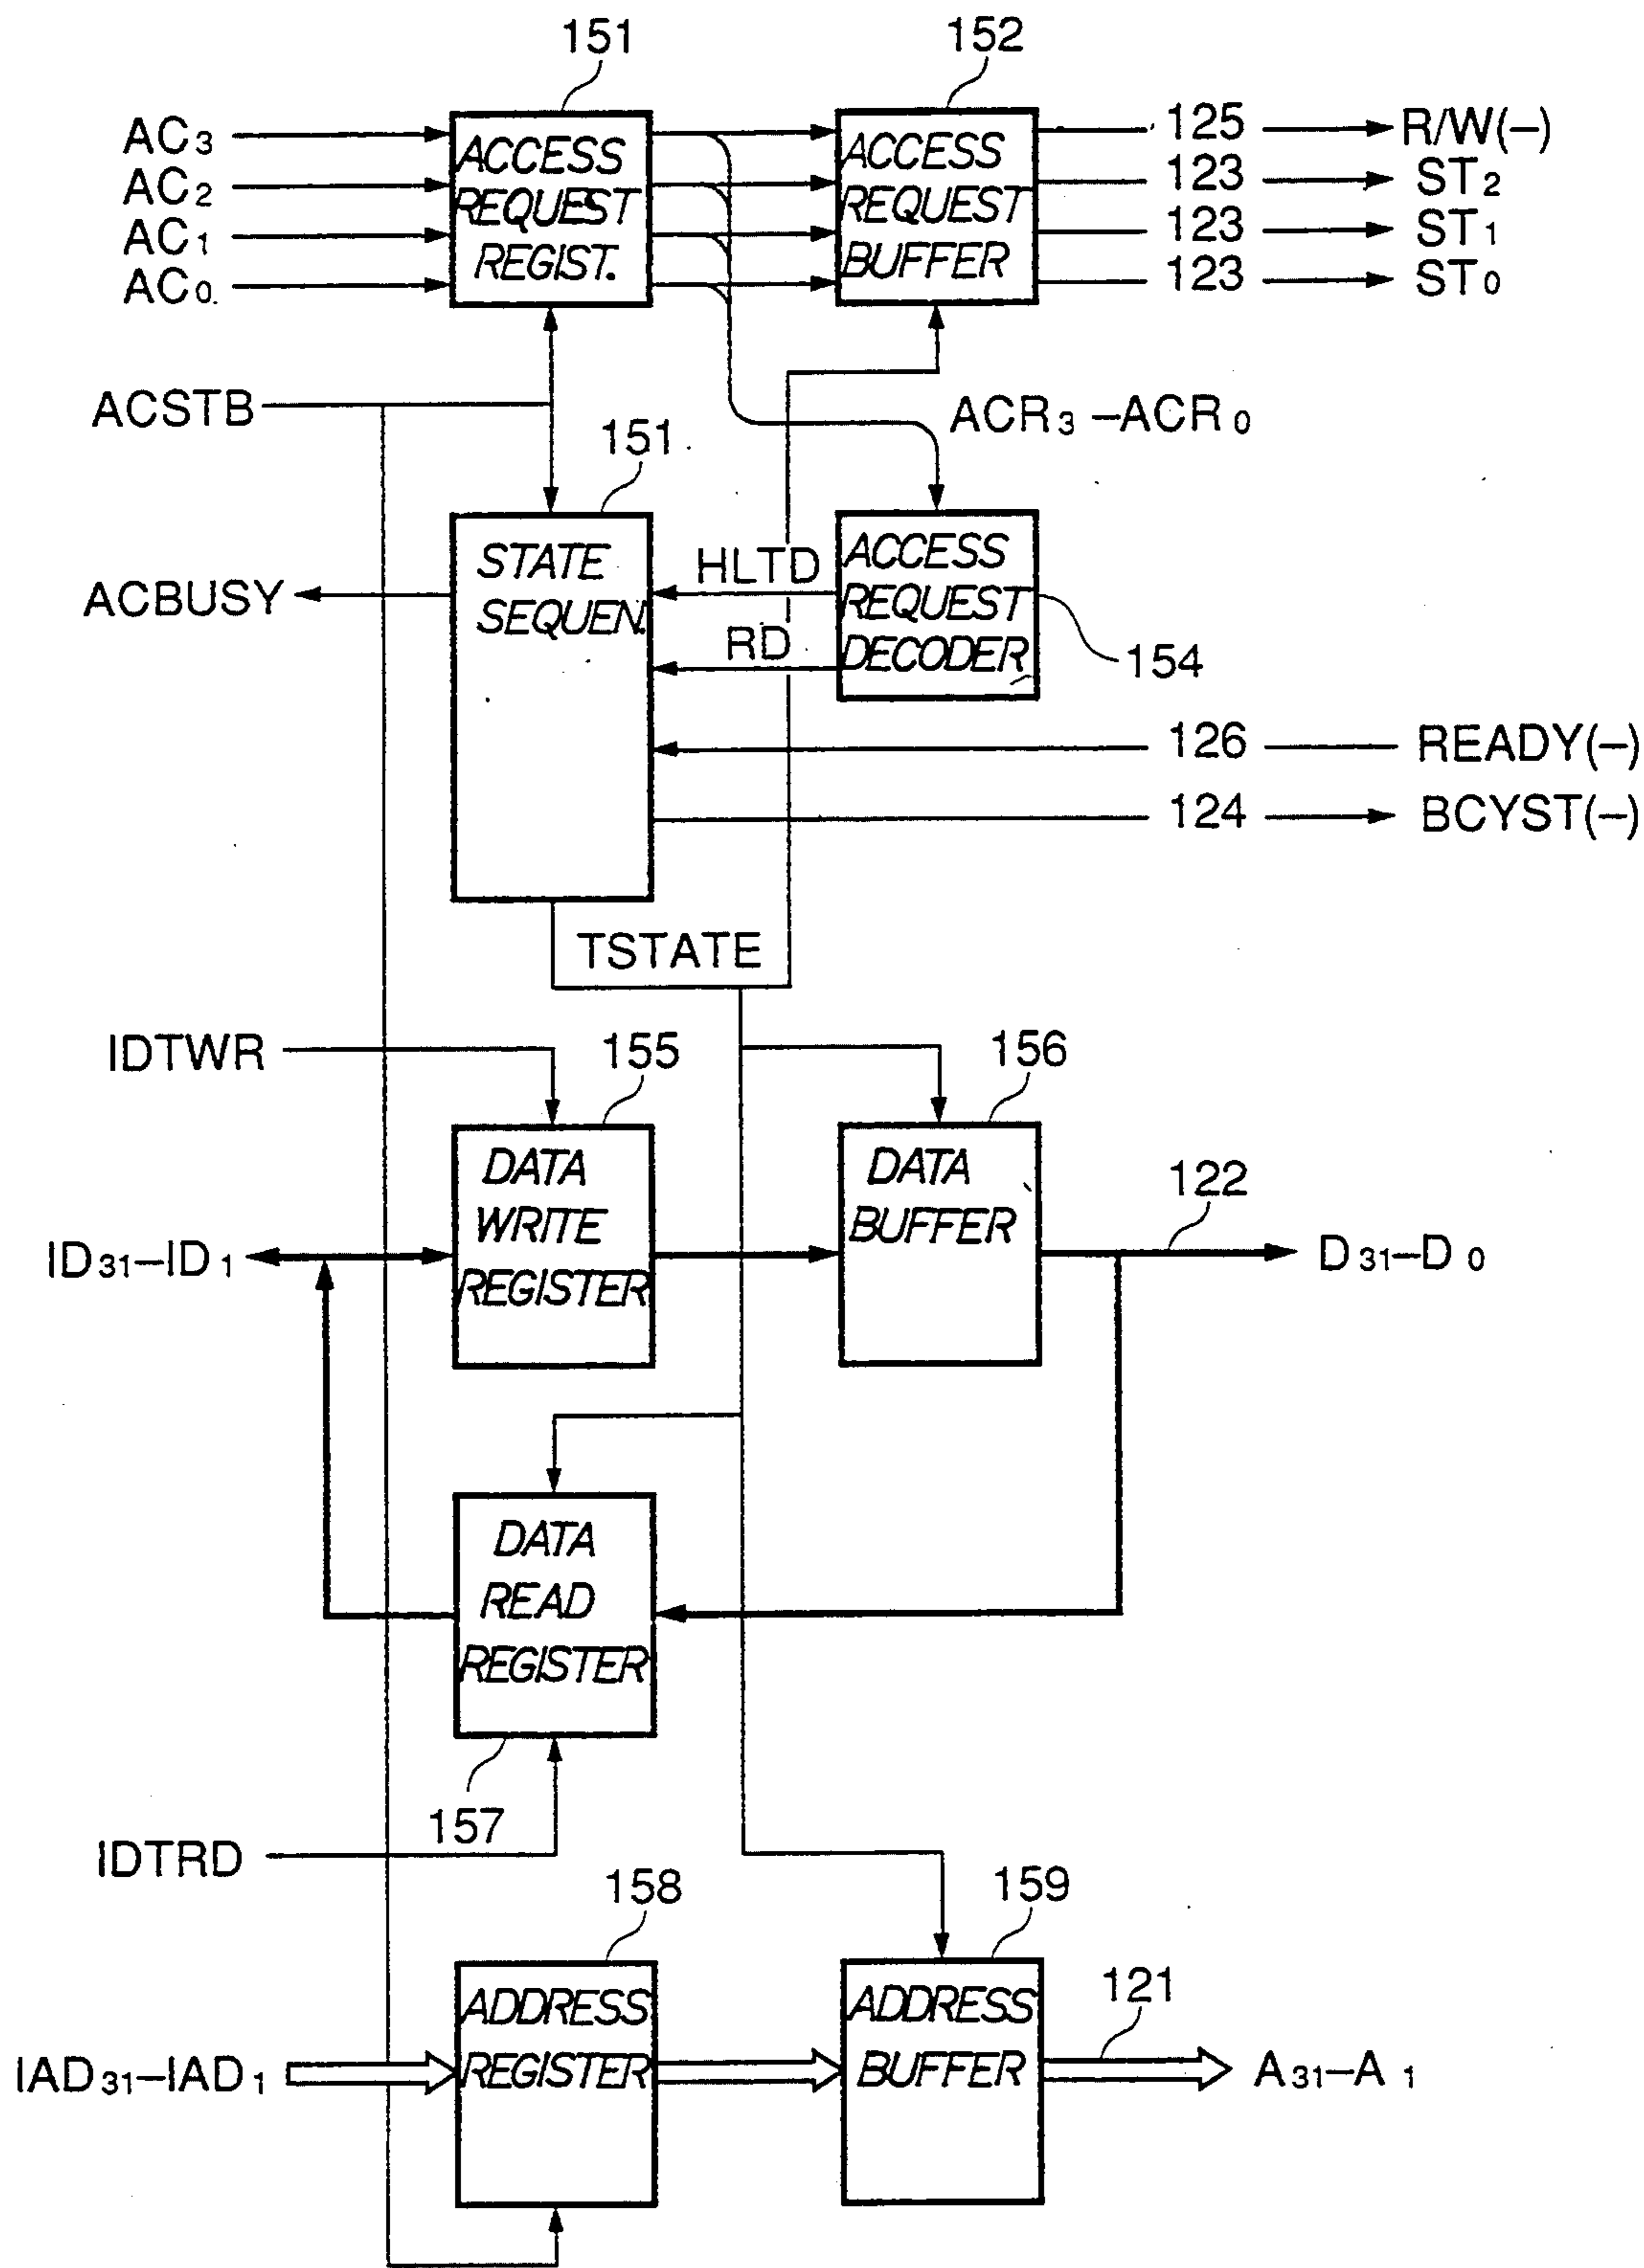 151
152
AC3
AC2
AC1
AC0
ACCESS
REQUEST
REGIST.
ACCESS
REQUEST
BUFFER
125
R/W(–)
123
ST2
123
ST1
123
ST0
ACSTB
ACR3–ACR0
151
STATE
SEQUEN.
HLTD
RD
ACCESS
REQUEST
DECODER
154
ACBUSY
126
READY(–)
124
BCYST(–)
TSTATE
IDTWR
155
156
DATA
WRITE
REGISTER
DATA
BUFFER
122
ID31–ID1
D31–D0
DATA
READ
REGISTER
157
IDTRD
158
159
ADDRESS
REGISTER
ADDRESS
BUFFER
121
IAD31–IAD1
A31–A1